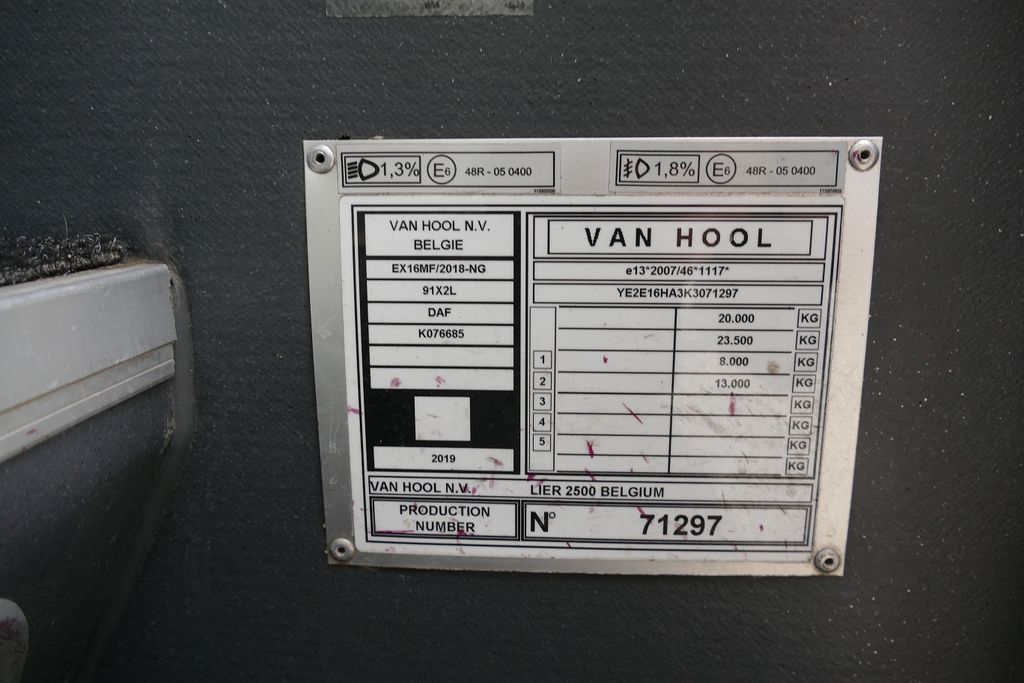 1,3% E6 48R - 05 0400
1,8% E6 48R - 05 0400
VAN HOOL N.V.
BELGIE
EX16MF/2018-NG
91X2L
DAF
K076685
2019
VAN HOOL
e13*2007/46*1117*
YE2E16HA3K3071297
20.000 KG
23.500 KG
1 8.000 KG
2 13.000 KG
3 KG
4 KG
5 KG
KG
VAN HOOL N.V. LIER 2500 BELGIUM
PRODUCTION
NUMBER
N° 71297